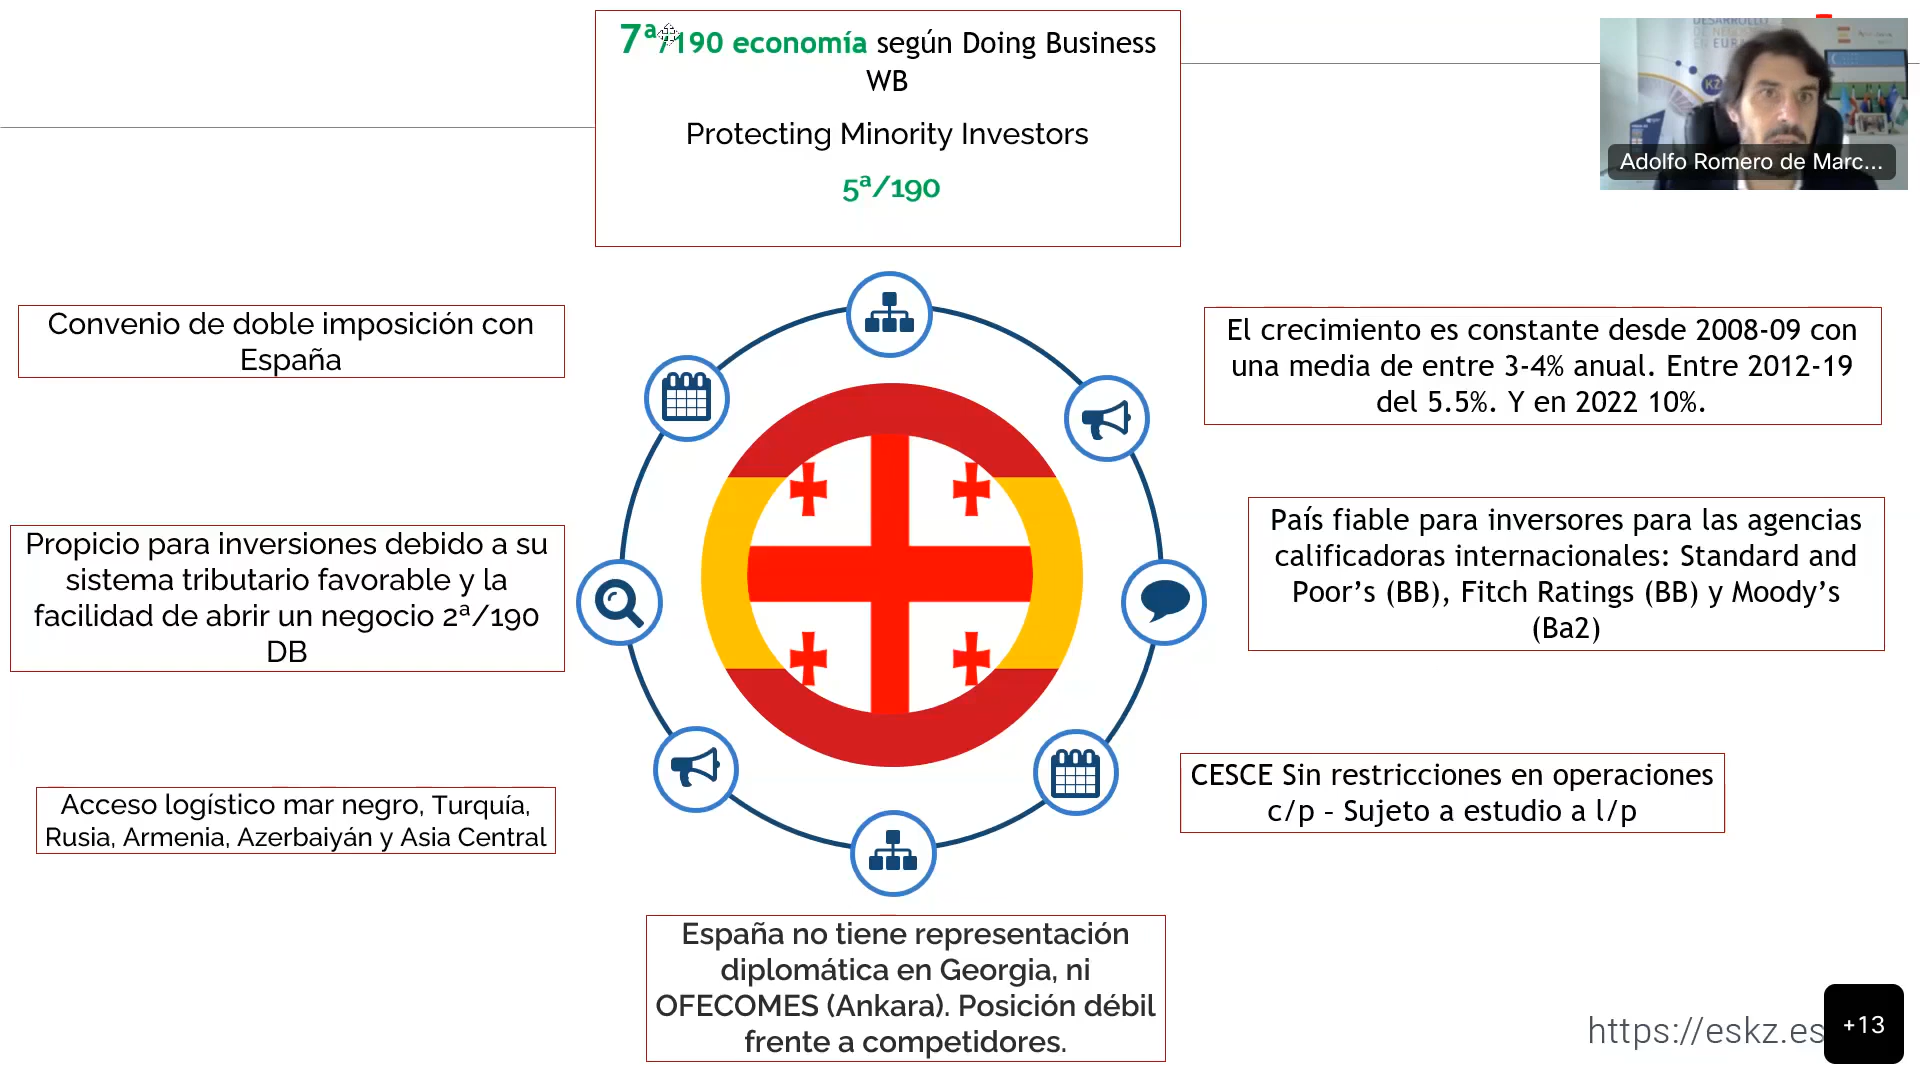 7ª/190 economía según Doing Business
WB
Protecting Minority Investors
5ª/190
DESARROLLO
DE NEGO
EN EURA
KZ
Adolfo Romero de Marc...
Convenio de doble imposición con
España
El crecimiento es constante desde 2008-09 con
una media de entre 3-4% anual. Entre 2012-19
del 5.5%. Y en 2022 10%.
Propicio para inversiones debido a su
sistema tributario favorable y la
facilidad de abrir un negocio 2ª/190
DB
País fiable para inversores para las agencias
calificadoras internacionales: Standard and
Poor’s (BB), Fitch Ratings (BB) y Moody’s
(Ba2)
Acceso logístico mar negro, Turquía,
Rusia, Armenia, Azerbaiyán y Asia Central
CESCE Sin restricciones en operaciones
c/p - Sujeto a estudio a l/p
España no tiene representación
diplomática en Georgia, ni
OFECOMES (Ankara). Posición débil
frente a competidores.
https://eskz.es
+13